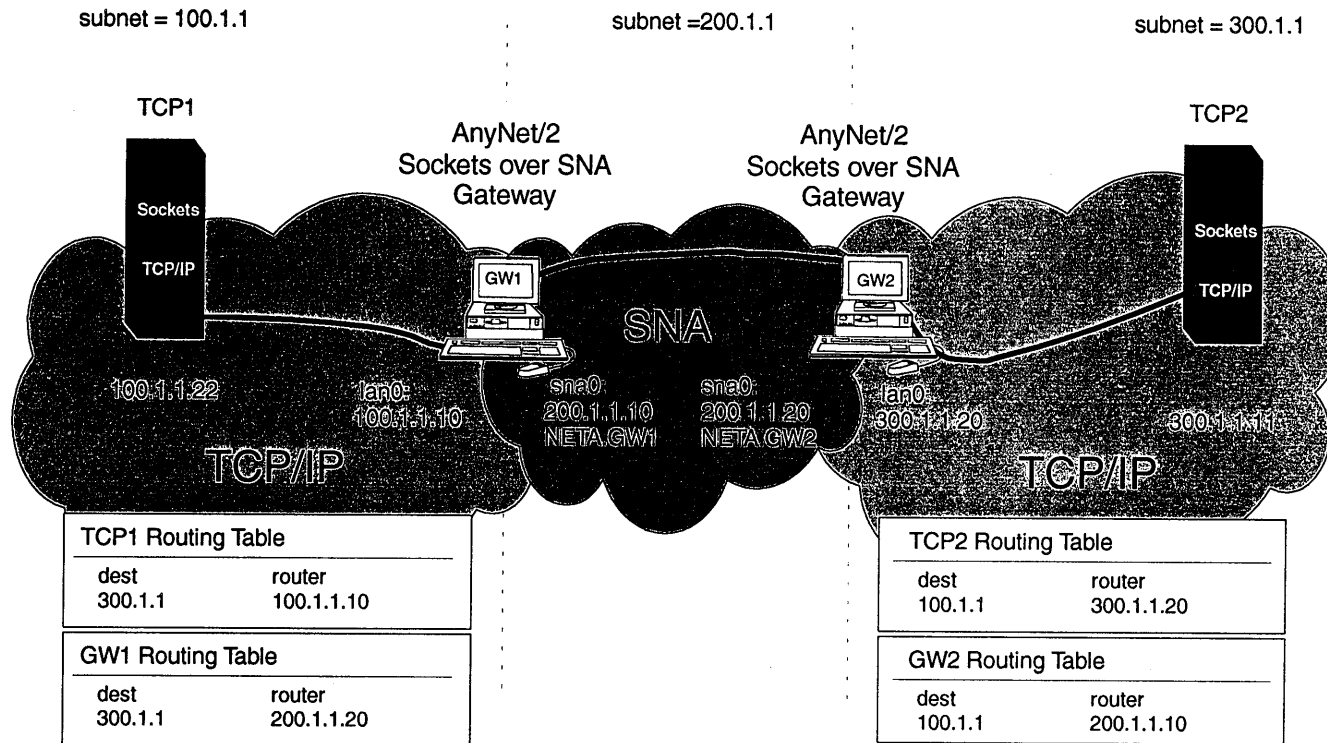 subnet = 100.1.1
subnet =200.1.1
subnet = 300.1.1
TCP1
TCP2
AnyNet/2
Sockets over SNA
Gateway
AnyNet/2
Sockets over SNA
Gateway
Sockets
TCP/IP
GW1
GW2
Sockets
TCP/IP
SNA
100.1.1.22
lan0:
100.1.1.10
sna0:
200.1.1.10
NETA.GW1
sna0:
200.1.1.20
NETA.GW2
lan0:
300.1.1.20
300.1.1.11
TCP/IP
TCP/IP
TCP1 Routing Table
dest router
300.1.1 100.1.1.10
GW1 Routing Table
dest router
300.1.1 200.1.1.20
TCP2 Routing Table
dest router
100.1.1 300.1.1.20
GW2 Routing Table
dest router
100.1.1 200.1.1.10